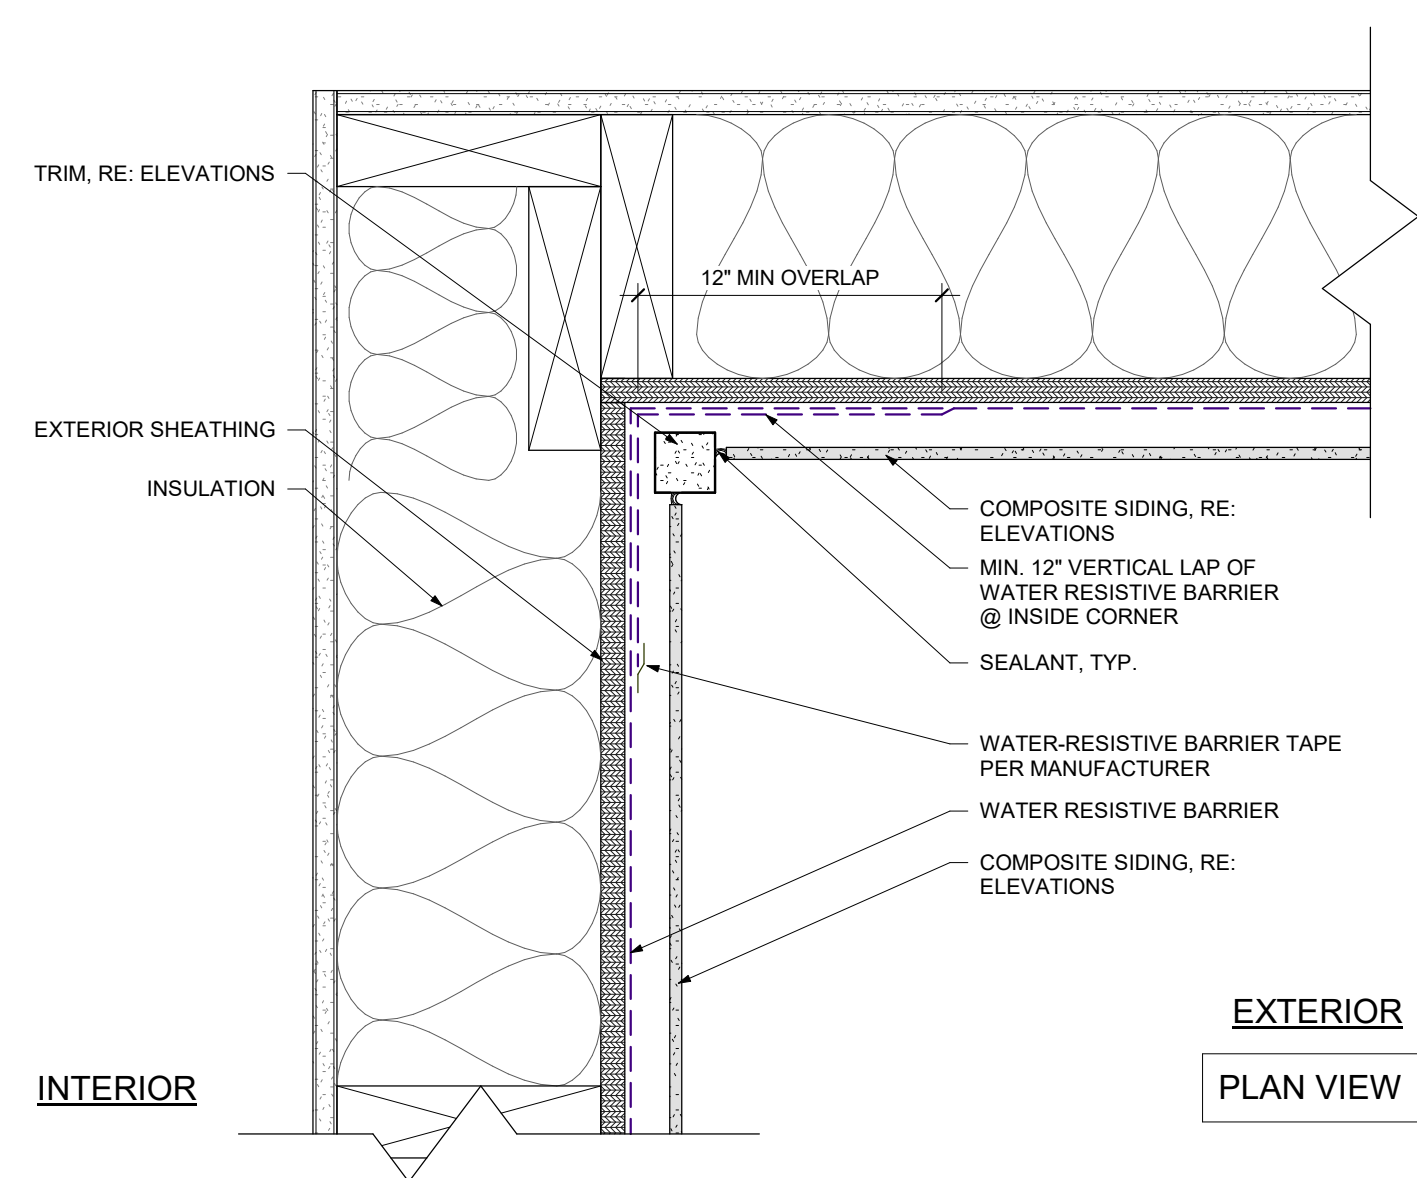 TRIM, RE: ELEVATIONS
12" MIN OVERLAP
EXTERIOR SHEATHING
INSULATION
COMPOSITE SIDING, RE:
ELEVATIONS
MIN. 12" VERTICAL LAP OF
WATER RESISTIVE BARRIER
@ INSIDE CORNER
SEALANT, TYP.
WATER-RESISTIVE BARRIER TAPE
PER MANUFACTURER
WATER RESISTIVE BARRIER
COMPOSITE SIDING, RE:
ELEVATIONS
EXTERIOR
INTERIOR
PLAN VIEW